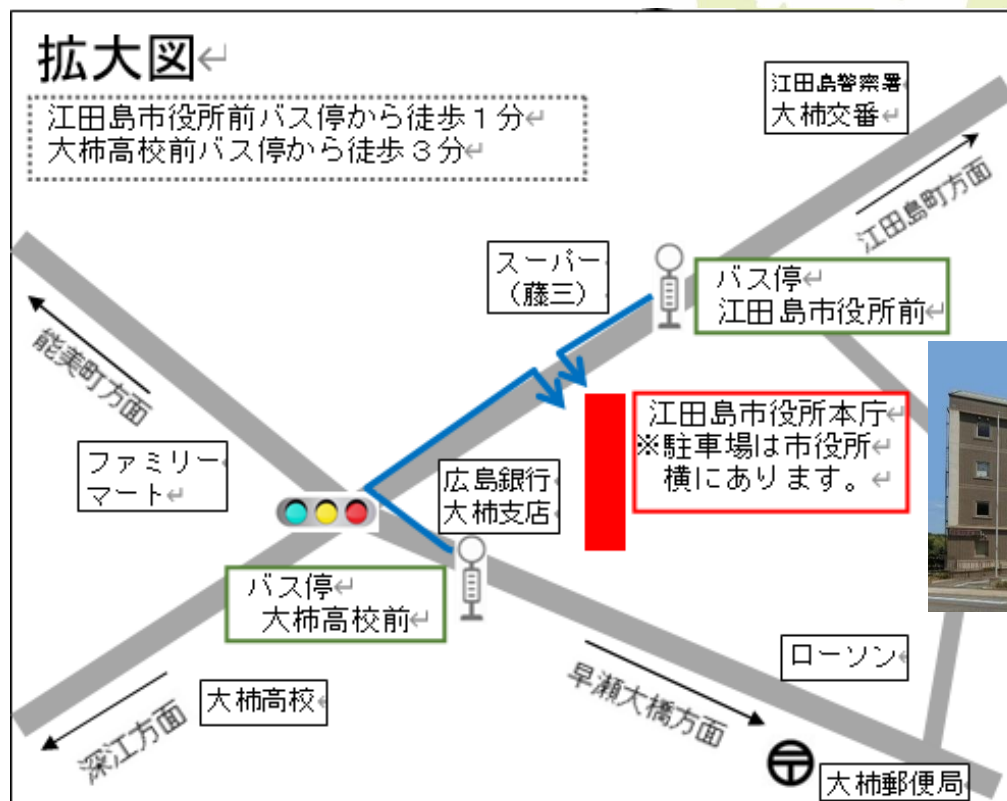 拡大図↵
江田島市役所前バス停から徒歩１分↵
大柿高校前バス停から徒歩３分↵
江田島警察署
大柿交番
江田島町方面
スーパー
（藤三）
バス停↵
江田島市役所前↵
能美町方面
江田島市役所本庁↵
※駐車場は市役所↵
横にあります。↵
ファミリー
マート↵
広島銀行
大柿支店
バス停↵
大柿高校前↵
ローソン
早瀬大橋方面
大柿高校
深江方面
〒
大柿郵便局